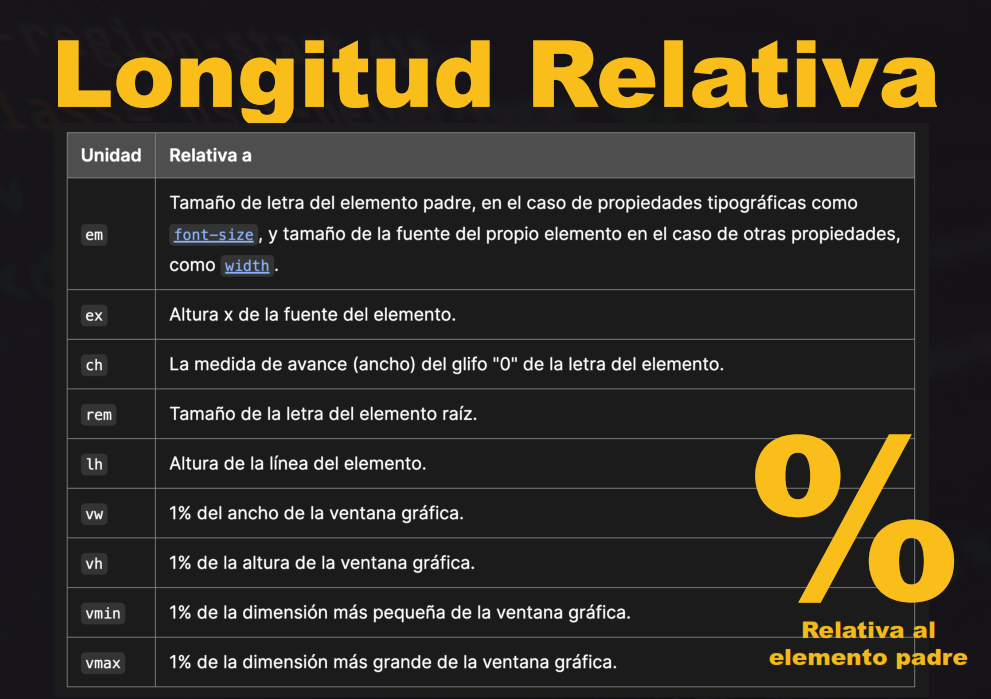 Longitud Relativa
Unidad Relativa a
em Tamaño de letra del elemento padre, en el caso de propiedades tipográficas como
font-size, y tamaño de la fuente del propio elemento en el caso de otras propiedades,
como width.
ex Altura x de la fuente del elemento.
ch La medida de avance (ancho) del glifo "0" de la letra del elemento.
rem Tamaño de la letra del elemento raíz.
lh Altura de la línea del elemento.
vw 1% del ancho de la ventana gráfica.
vh 1% de la altura de la ventana gráfica.
vmin 1% de la dimensión más pequeña de la ventana gráfica.
vmax 1% de la dimensión más grande de la ventana gráfica.
%
Relativa al
elemento padre